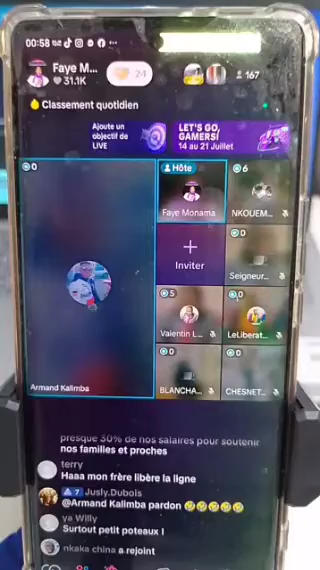 00:58
Faye M...
31.1K
24
167
Classement quotidien
Ajoute un
objectif de
LIVE
LET'S GO,
GAMERS!
14 au 21 Juillet
0
Hôte
6
Faye Monama
NKOUEM...
Inviter
0
Seigneur...
5
0
Valentin L...
LeLiberat...
0
0
Armand Kalimba
BLANCHA...
CHESNET...
presque 30% de nos salaires pour soutenir
nos familles et proches
terry
Haaa mon frère libère la ligne
7 Jusly.Dubois
@Armand Kalimba pardon 🤣🤣🤣🤣🤣
ya Willy
Surtout petit poteaux !
nkaka china a rejoint